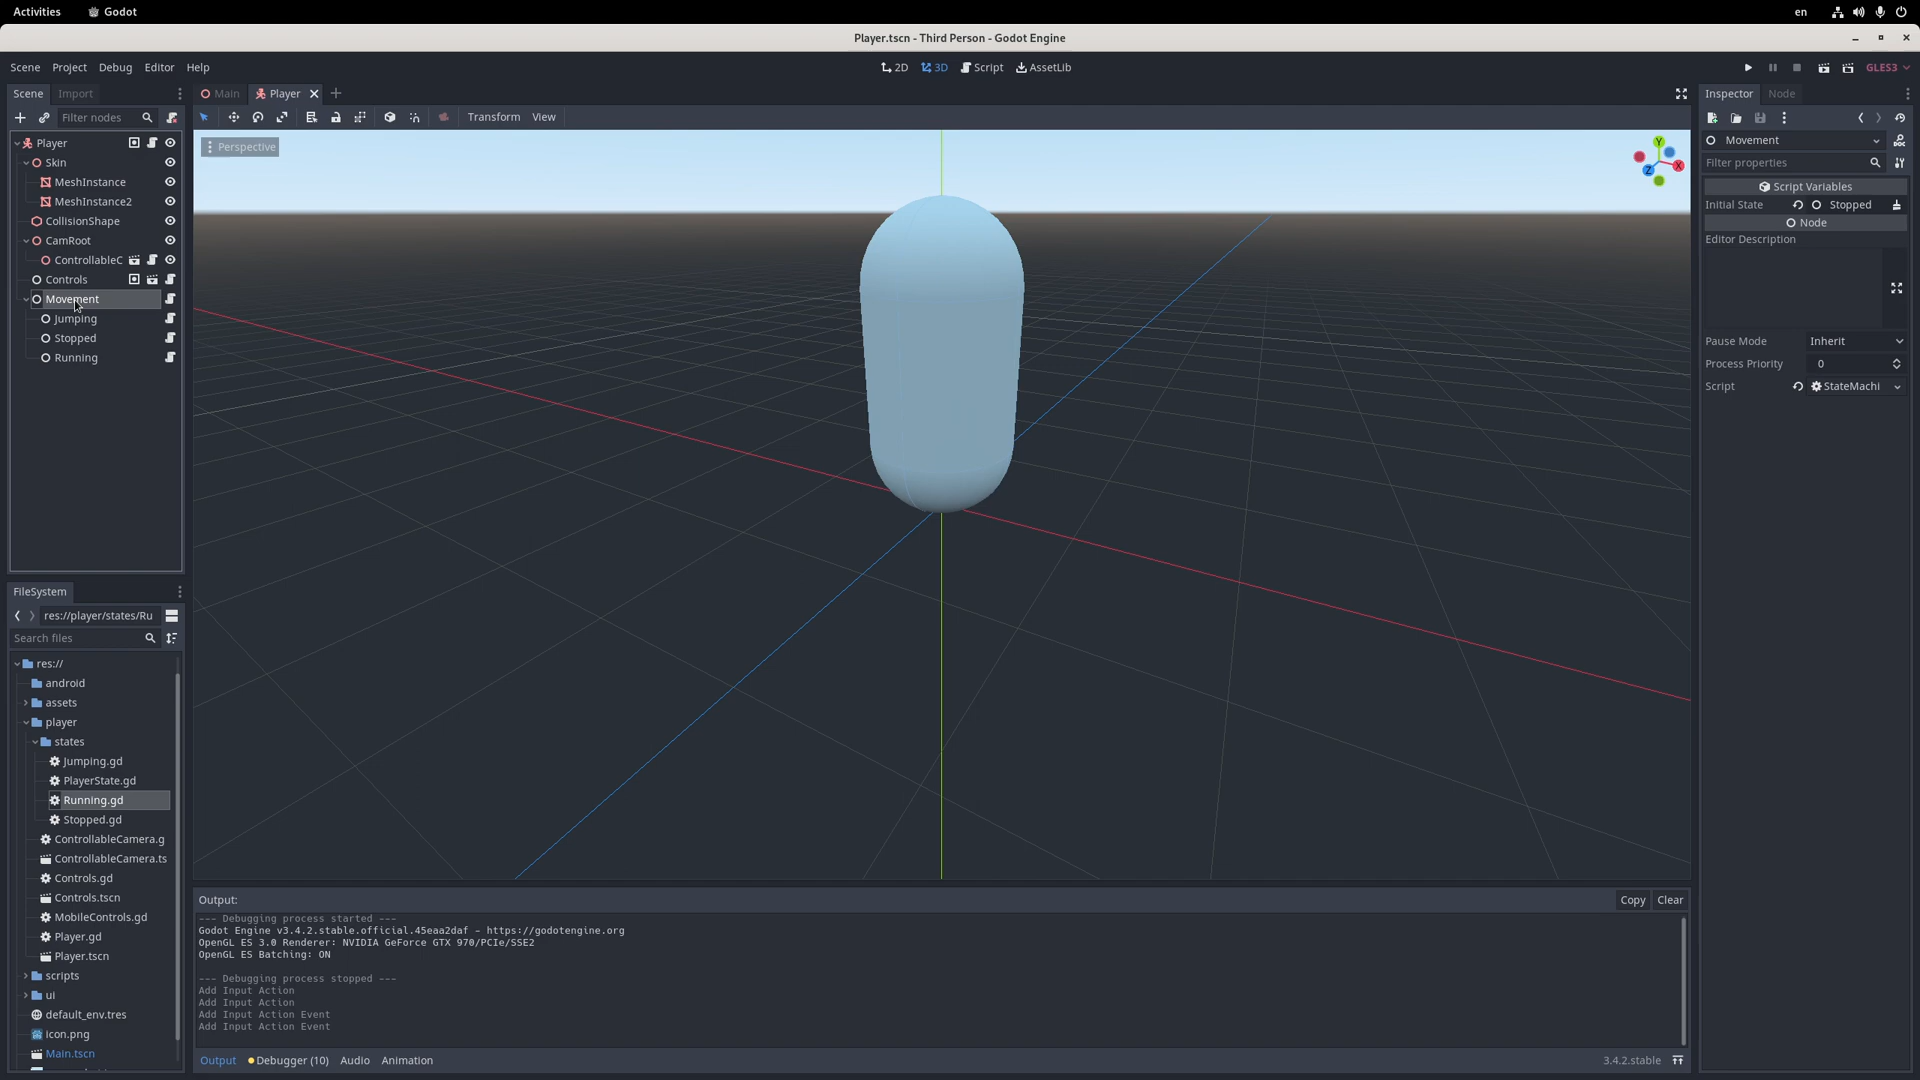 Activities
Godot
en
Player.tscn - Third Person - Godot Engine
Scene Project Debug Editor Help
2D 3D Script AssetLib
GLES3
Scene Import
Filter nodes
Player
Skin
MeshInstance
MeshInstance2
CollisionShape
CamRoot
ControllableC
Controls
Movement
Jumping
Stopped
Running
FileSystem
res://player/states/Ru
Search files
res://
android
assets
player
states
Jumping.gd
PlayerState.gd
Running.gd
Stopped.gd
ControllableCamera.g
ControllableCamera.ts
Controls.gd
Controls.tscn
MobileControls.gd
Player.gd
Player.tscn
scripts
ui
default_env.tres
icon.png
Main.tscn
Main Player
Transform View
Perspective
Y
X
Z
Output:
Copy Clear
--- Debugging process started ---
Godot Engine v3.4.2.stable.official.45eaa2daf - https://godotengine.org
OpenGL ES 3.0 Renderer: NVIDIA GeForce GTX 970/PCIe/SSE2
OpenGL ES Batching: ON
--- Debugging process stopped ---
Add Input Action
Add Input Action
Add Input Action Event
Add Input Action Event
Output Debugger (10) Audio Animation
3.4.2.stable
Inspector Node
Movement
Filter properties
Script Variables
Initial State Stopped
Node
Editor Description
Pause Mode Inherit
Process Priority 0
Script StateMachi